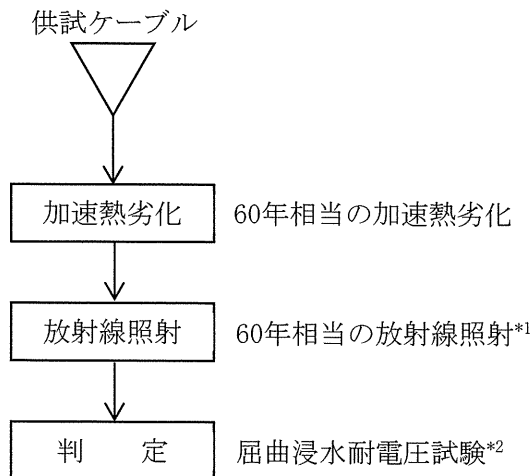 供試ケーブル
加速熱劣化 60年相当の加速熱劣化
放射線照射 60年相当の放射線照射*1
判 定 屈曲浸水耐電圧試験*2